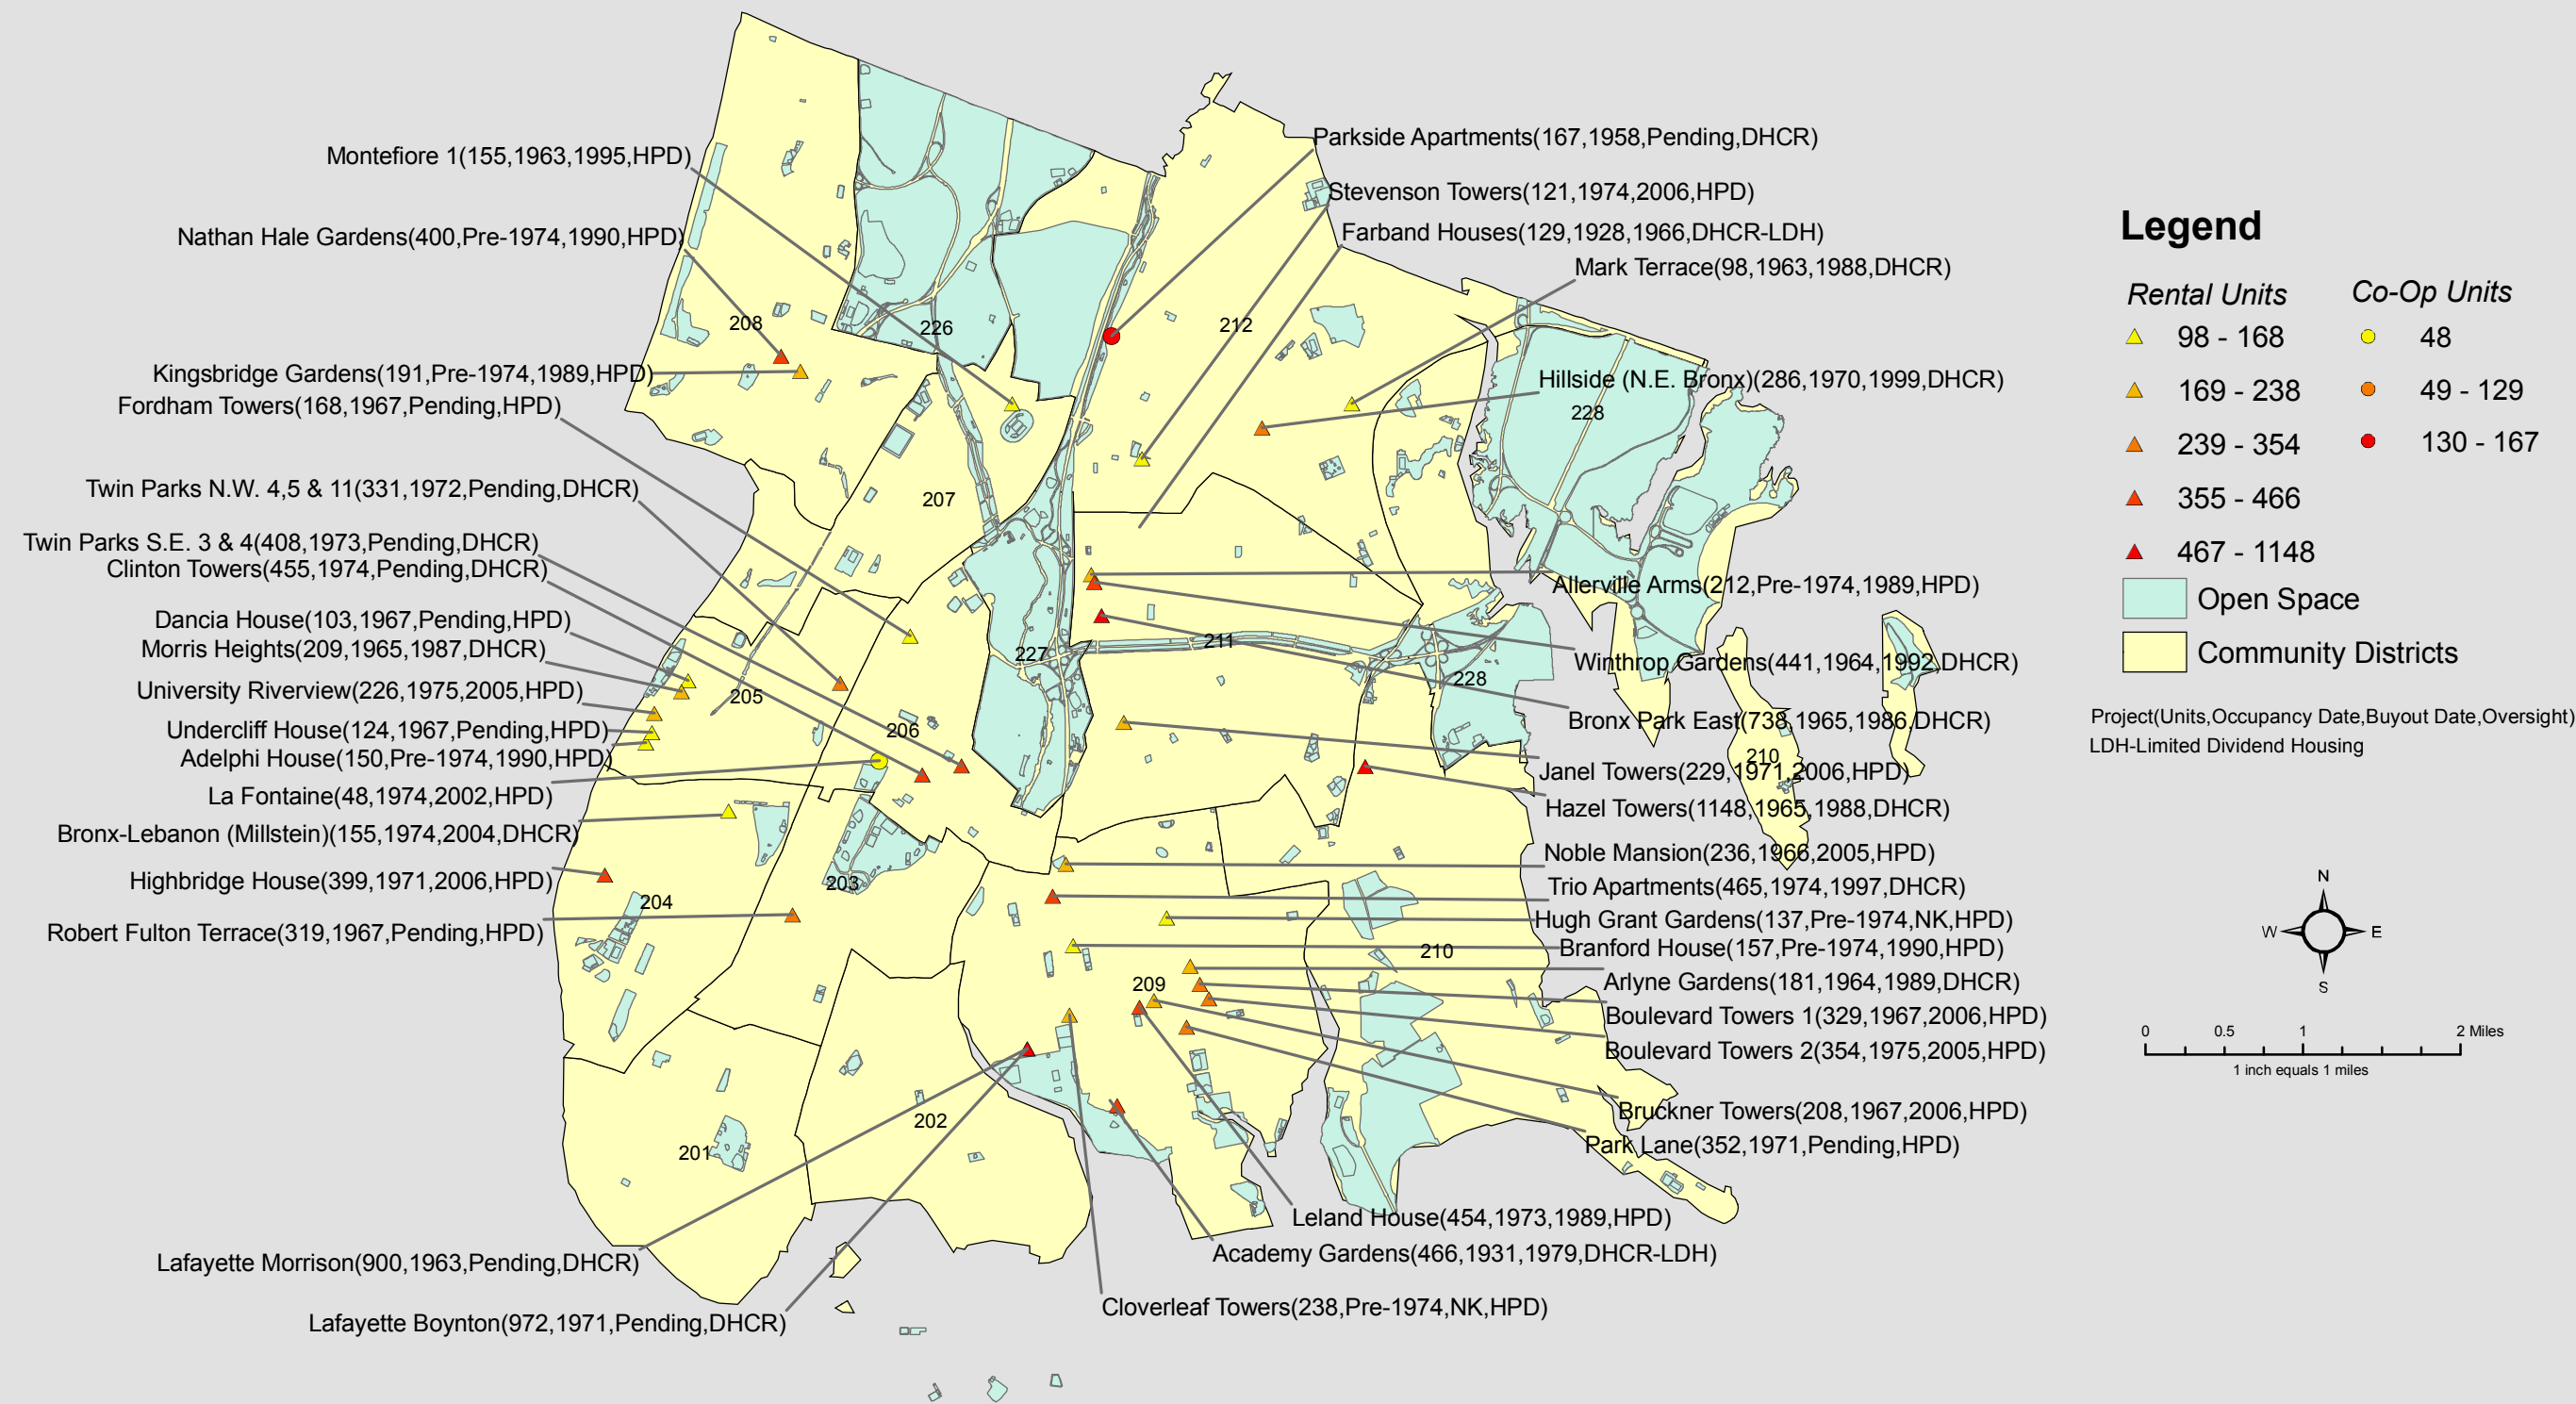 Montefiore 1(155,1963,1995,HPD)
Nathan Hale Gardens(400,Pre-1974,1990,HPD)
Kingsbridge Gardens(191,Pre-1974,1989,HPD)
Fordham Towers(168,1967,Pending,HPD)
Twin Parks N.W. 4,5 & 11(331,1972,Pending,DHCR)
Twin Parks S.E. 3 & 4(408,1973,Pending,DHCR)
Clinton Towers(455,1974,Pending,DHCR)
Dancia House(103,1967,Pending,HPD)
Morris Heights(209,1965,1987,DHCR)
University Riverview(226,1975,2005,HPD)
Undercliff House(124,1967,Pending,HPD)
Adelphi House(150,Pre-1974,1990,HPD)
La Fontaine(48,1974,2002,HPD)
Bronx-Lebanon (Millstein)(155,1974,2004,DHCR)
Highbridge House(399,1971,2006,HPD)
Robert Fulton Terrace(319,1967,Pending,HPD)
Lafayette Morrison(900,1963,Pending,DHCR)
Lafayette Boynton(972,1971,Pending,DHCR)
208
226
212
207
228
205
206
227
211
228
210
204
203
210
209
202
201
Parkside Apartments(167,1958,Pending,DHCR)
Stevenson Towers(121,1974,2006,HPD)
Farband Houses(129,1928,1966,DHCR-LDH)
Mark Terrace(98,1963,1988,DHCR)
Hillside (N.E. Bronx)(286,1970,1999,DHCR)
Allerville Arms(212,Pre-1974,1989,HPD)
Winthrop Gardens(441,1964,1992,DHCR)
Bronx Park East(738,1965,1986,DHCR)
Janel Towers(229,1971,2006,HPD)
Hazel Towers(1148,1965,1988,DHCR)
Noble Mansion(236,1966,2005,HPD)
Trio Apartments(465,1974,1997,DHCR)
Hugh Grant Gardens(137,Pre-1974,NK,HPD)
Branford House(157,Pre-1974,1990,HPD)
Arlyne Gardens(181,1964,1989,DHCR)
Boulevard Towers 1(329,1967,2006,HPD)
Boulevard Towers 2(354,1975,2005,HPD)
Bruckner Towers(208,1967,2006,HPD)
Park Lane(352,1971,Pending,HPD)
Leland House(454,1973,1989,HPD)
Academy Gardens(466,1931,1979,DHCR-LDH)
Cloverleaf Towers(238,Pre-1974,NK,HPD)
Legend
Rental Units Co-Op Units
98 - 168 48
169 - 238 49 - 129
239 - 354 130 - 167
355 - 466
467 - 1148
Open Space
Community Districts
Project(Units,Occupancy Date,Buyout Date,Oversight)
LDH-Limited Dividend Housing
N
W E
S
0 0.5 1 2 Miles
1 inch equals 1 miles